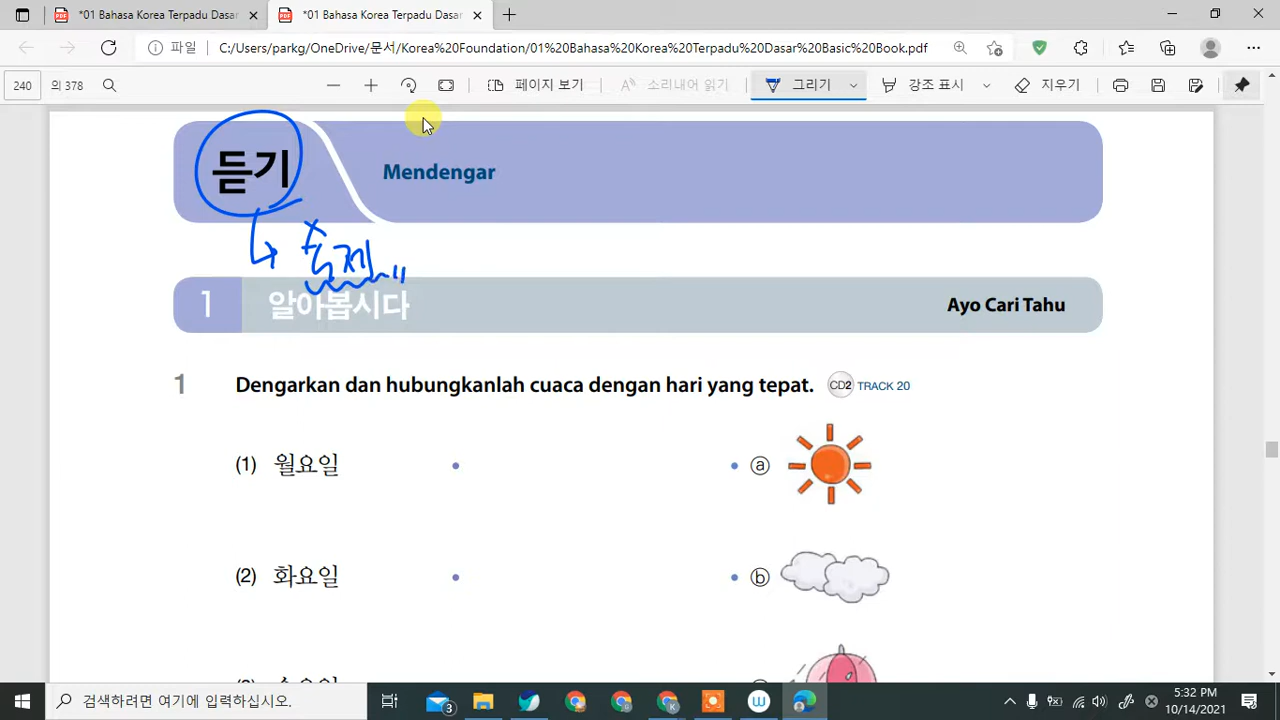 *01 Bahasa Korea Terpadu Dasar
*01 Bahasa Korea Terpadu Dasar
파일 C:/Users/parkg/OneDrive/문서/Korea%20Foundation/01%20Bahasa%20Korea%20Terpadu%20Dasar%20Basic%20Book.pdf
240 의 378 페이지 보기 소리내어 읽기 그리기 강조 표시 지우기
듣기 Mendengar
1 알아봅시다 Ayo Cari Tahu
1 Dengarkan dan hubungkanlah cuaca dengan hari yang tepat. CD2 TRACK 20
(1) 월요일 ⓐ
(2) 화요일 ⓑ
검색하려면 여기에 입력하십시오. 3 5:32 PM
10/14/2021